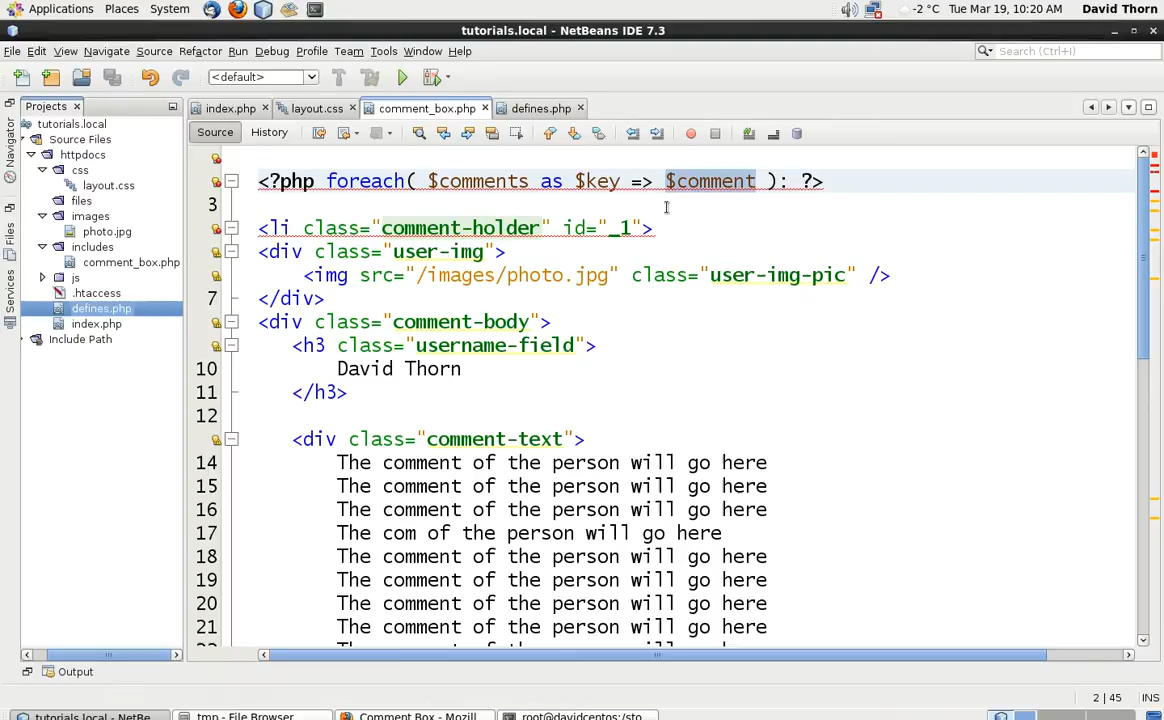 Applications Places System -2 °C Tue Mar 19, 10:20 AM David Thorn
tutorials.local - NetBeans IDE 7.3
File Edit View Navigate Source Refactor Run Debug Profile Team Tools Window Help Search (Ctrl+I)
<default>
Projects index.php layout.css comment_box.php defines.php
Source History
Navigator
Files
Services
tutorials.local
Source Files
httpdocs
css
layout.css
files
images
photo.jpg
includes
comment_box.php
js
.htaccess
defines.php
index.php
Include Path
<?php foreach( $comments as $key => $comment ): ?>
3
<li class="comment-holder" id="_1">
<div class="user-img">
<img src="/images/photo.jpg" class="user-img-pic" />
7 </div>
<div class="comment-body">
<h3 class="username-field">
10 David Thorn
11 </h3>
12
<div class="comment-text">
14 The comment of the person will go here
15 The comment of the person will go here
16 The comment of the person will go here
17 The com of the person will go here
18 The comment of the person will go here
19 The comment of the person will go here
20 The comment of the person will go here
21 The comment of the person will go here
Output
2 | 45 INS
tutorials.local - NetBe... tmp - File Browser Comment Box - Mozill... root@davidcentos:/sto...